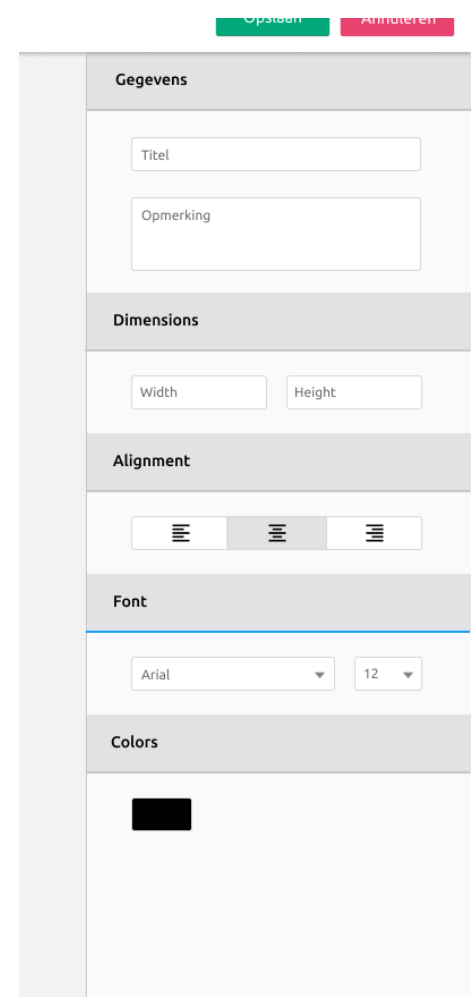 Opslaan Annuleren
Gegevens
Titel
Opmerking
Dimensions
Width Height
Alignment
Font
Arial 12
Colors